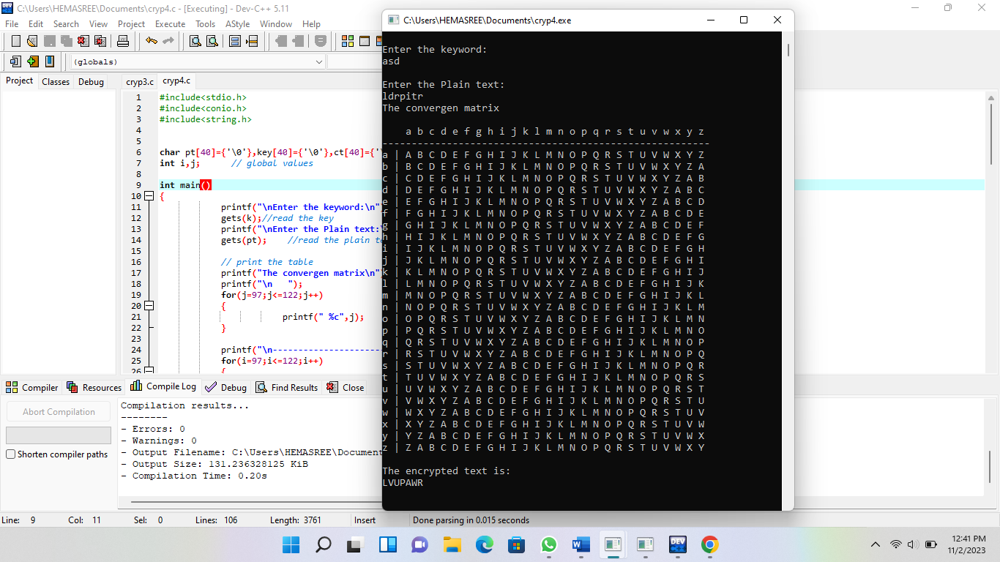 C:\Users\HEMASREE\Documents\cryp4.c - [Executing] - Dev-C++ 5.11
File Edit Search View Project Execute Tools AStyle Window Help
(globals)
Project Classes Debug
cryp3.c cryp4.c
1 #include<stdio.h>
2 #include<conio.h>
3 #include<string.h>
4
5
6 char pt[40]={'\0'},key[40]={'\0'},ct[40]={'\
7 int i,j; // global values
8
9 int main()
10 {
11 printf("\nEnter the keyword:\n"
12 gets(k);//read the key
13 printf("\nEnter the Plain text:\
14 gets(pt); //read the plain te
15
16 // print the table
17 printf("The convergen matrix\n"
18 printf("\n ");
19 for(j=97;j<=122;j++)
20 {
21 printf(" %c",j);
22 }
23
24 printf("\n----------------------
25 for(i=97;i<=122;i++)
26 {
Compiler Resources Compile Log Debug Find Results Close
Abort Compilation
Shorten compiler paths
Compilation results...
--------
- Errors: 0
- Warnings: 0
- Output Filename: C:\Users\HEMASREE\Document
- Output Size: 131.236328125 KiB
- Compilation Time: 0.20s
Line: 9 Col: 11 Sel: 0 Lines: 106 Length: 3761 Insert Done parsing in 0.015 seconds
C:\Users\HEMASREE\Documents\cryp4.exe
Enter the keyword:
asd
Enter the Plain text:
ldrpitr
The convergen matrix
a b c d e f g h i j k l m n o p q r s t u v w x y z
--------------------------------------------------------
a | A B C D E F G H I J K L M N O P Q R S T U V W X Y Z
b | B C D E F G H I J K L M N O P Q R S T U V W X Y Z A
c | C D E F G H I J K L M N O P Q R S T U V W X Y Z A B
d | D E F G H I J K L M N O P Q R S T U V W X Y Z A B C
e | E F G H I J K L M N O P Q R S T U V W X Y Z A B C D
f | F G H I J K L M N O P Q R S T U V W X Y Z A B C D E
g | G H I J K L M N O P Q R S T U V W X Y Z A B C D E F
h | H I J K L M N O P Q R S T U V W X Y Z A B C D E F G
i | I J K L M N O P Q R S T U V W X Y Z A B C D E F G H
j | J K L M N O P Q R S T U V W X Y Z A B C D E F G H I
k | K L M N O P Q R S T U V W X Y Z A B C D E F G H I J
l | L M N O P Q R S T U V W X Y Z A B C D E F G H I J K
m | M N O P Q R S T U V W X Y Z A B C D E F G H I J K L
n | N O P Q R S T U V W X Y Z A B C D E F G H I J K L M
o | O P Q R S T U V W X Y Z A B C D E F G H I J K L M N
p | P Q R S T U V W X Y Z A B C D E F G H I J K L M N O
q | Q R S T U V W X Y Z A B C D E F G H I J K L M N O P
r | R S T U V W X Y Z A B C D E F G H I J K L M N O P Q
s | S T U V W X Y Z A B C D E F G H I J K L M N O P Q R
t | T U V W X Y Z A B C D E F G H I J K L M N O P Q R S
u | U V W X Y Z A B C D E F G H I J K L M N O P Q R S T
v | V W X Y Z A B C D E F G H I J K L M N O P Q R S T U
w | W X Y Z A B C D E F G H I J K L M N O P Q R S T U V
x | X Y Z A B C D E F G H I J K L M N O P Q R S T U V W
y | Y Z A B C D E F G H I J K L M N O P Q R S T U V W X
z | Z A B C D E F G H I J K L M N O P Q R S T U V W X Y
The encrypted text is:
LVUPAWR
12:41 PM
11/2/2023